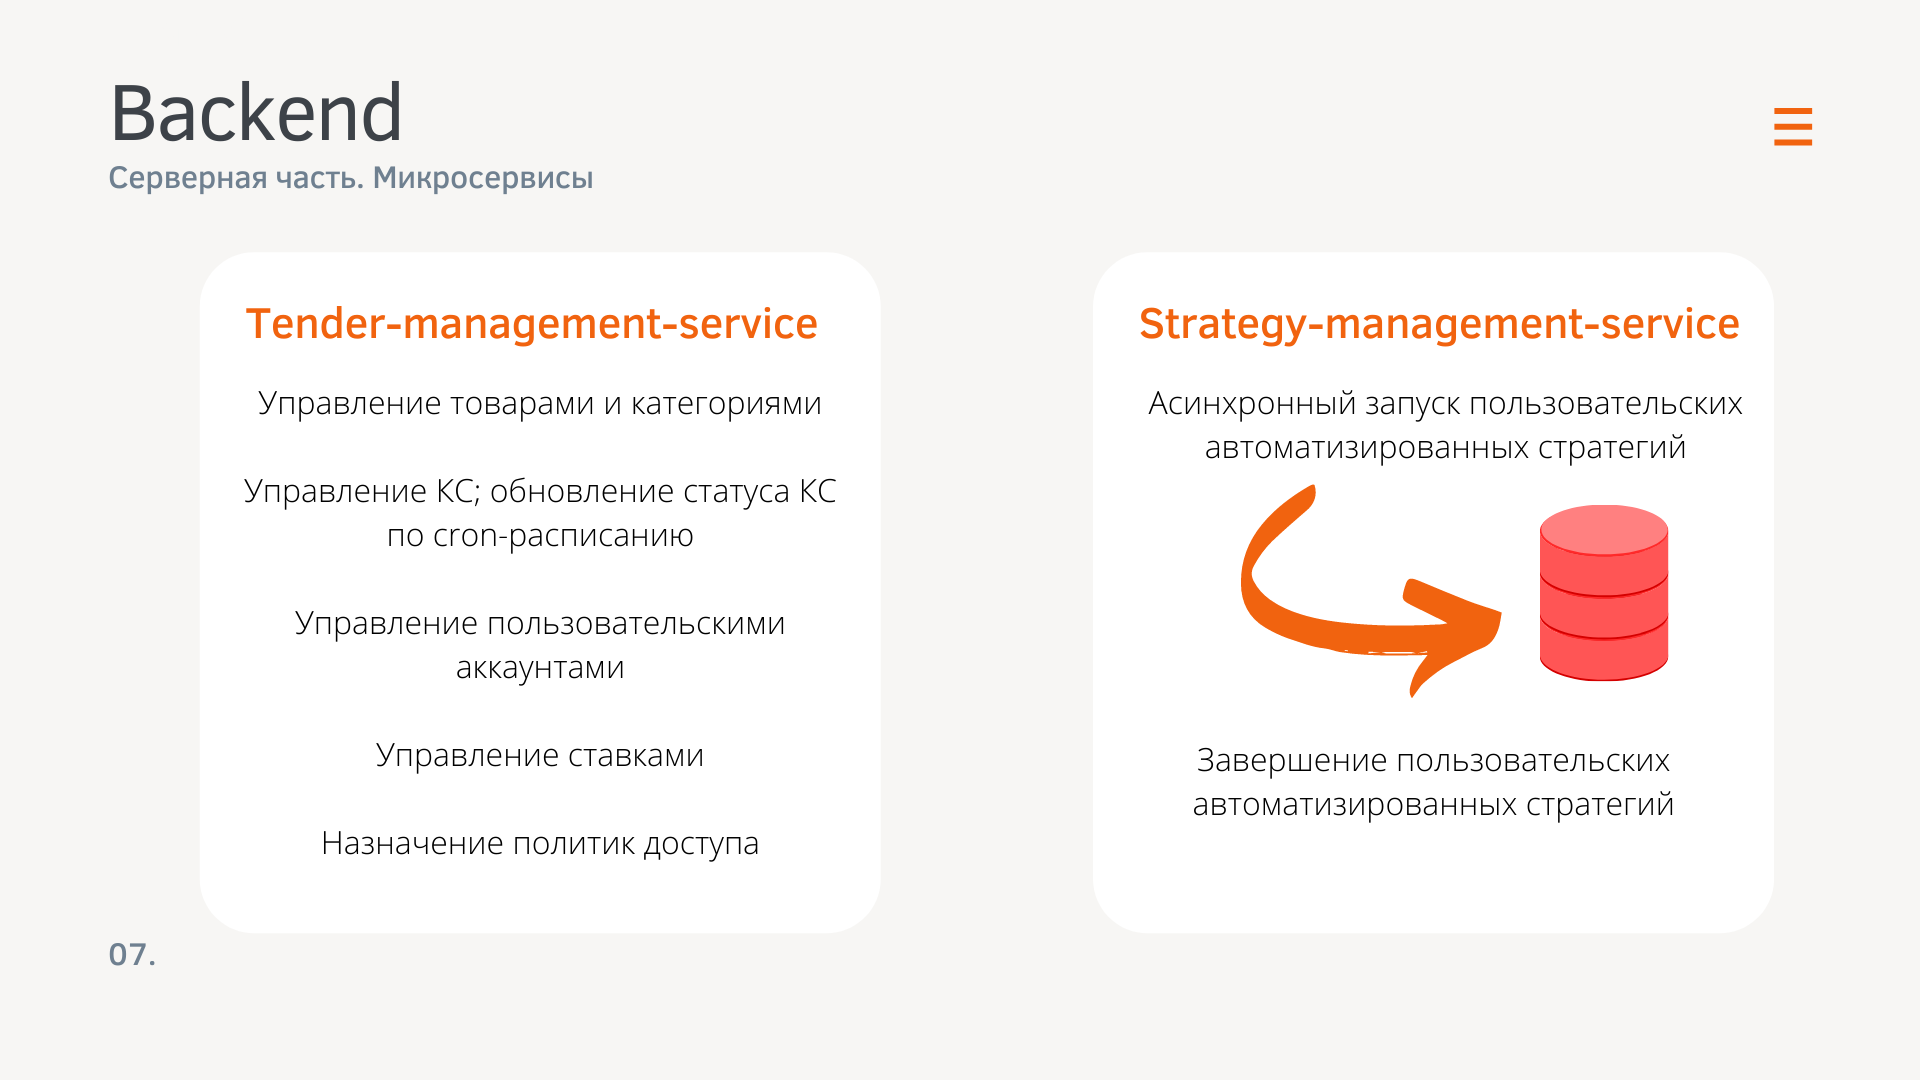 Backend
Серверная часть. Микросервисы
Tender-management-service
Управление товарами и категориями
Управление КС; обновление статуса КС
по cron-расписанию
Управление пользовательскими
аккаунтами
Управление ставками
Назначение политик доступа
Strategy-management-service
Асинхронный запуск пользовательских
автоматизированных стратегий
Завершение пользовательских
автоматизированных стратегий
07.